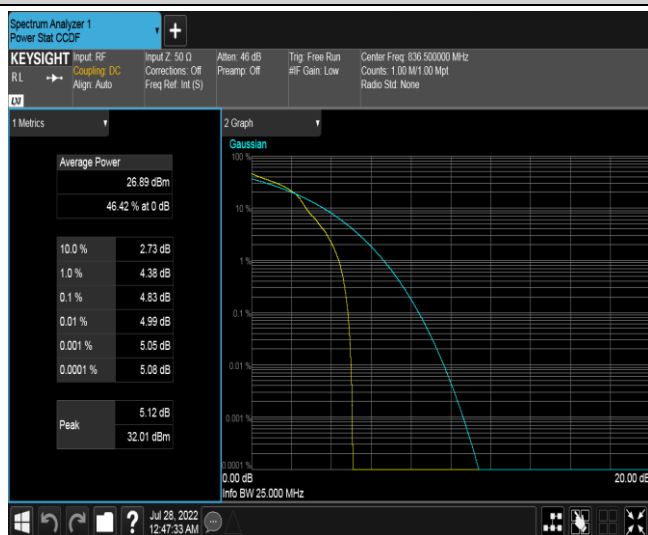 Spectrum Analyzer 1
Power Stat CCDF
KEYSIGHT
R L
Input: RF
Coupling: DC
Align: Auto
Input Z: 50 Ω
Corrections: Off
Freq Ref: Int (S)
Atten: 46 dB
Preamp: Off
Trig: Free Run
#IF Gain: Low
Center Freq: 836.500000 MHz
Counts: 1.00 M/1.00 Mpt
Radio Std: None
1 Metrics
Average Power
26.89 dBm
46.42 % at 0 dB
10.0 % 2.73 dB
1.0 % 4.38 dB
0.1 % 4.83 dB
0.01 % 4.99 dB
0.001 % 5.05 dB
0.0001 % 5.08 dB
Peak
5.12 dB
32.01 dBm
2 Graph
Gaussian
100 %
10 %
1 %
0.1 %
0.01 %
0.001 %
0.0001 %
0.00 dB
20.00 dB
Info BW 25.000 MHz
?
Jul 28, 2022
12:47:33 AM